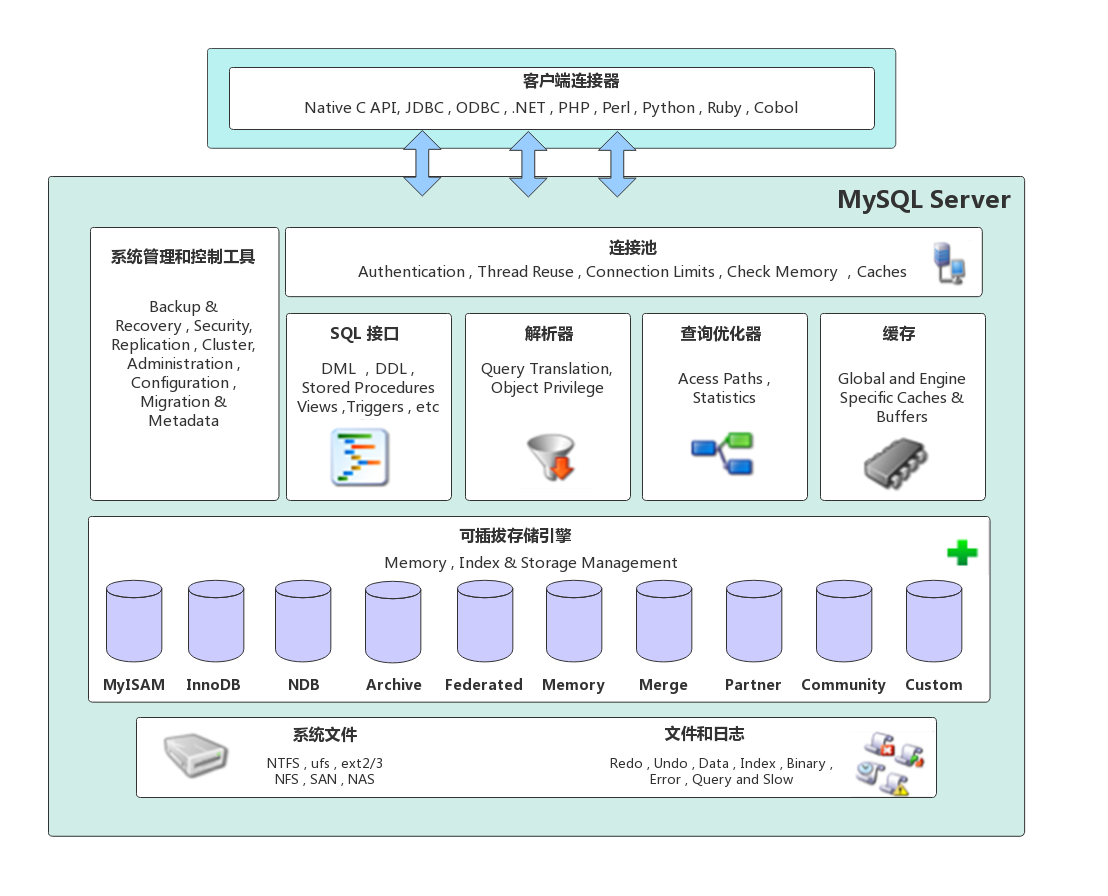 客户端连接器
Native C API, JDBC , ODBC , .NET , PHP , Perl , Python , Ruby , Cobol
MySQL Server
系统管理和控制工具
Backup &
Recovery , Security,
Replication , Cluster,
Administration ,
Configuration ,
Migration &
Metadata
连接池
Authentication , Thread Reuse , Connection Limits , Check Memory , Caches
SQL 接口
DML , DDL ,
Stored Procedures
Views ,Triggers , etc
解析器
Query Translation,
Object Privilege
查询优化器
Acess Paths ,
Statistics
缓存
Global and Engine
Specific Caches &
Buffers
可插拔存储引擎
Memory , Index & Storage Management
MyISAM
InnoDB
NDB
Archive
Federated
Memory
Merge
Partner
Community
Custom
系统文件
NTFS , ufs , ext2/3
NFS , SAN , NAS
文件和日志
Redo , Undo , Data , Index , Binary ,
Error , Query and Slow